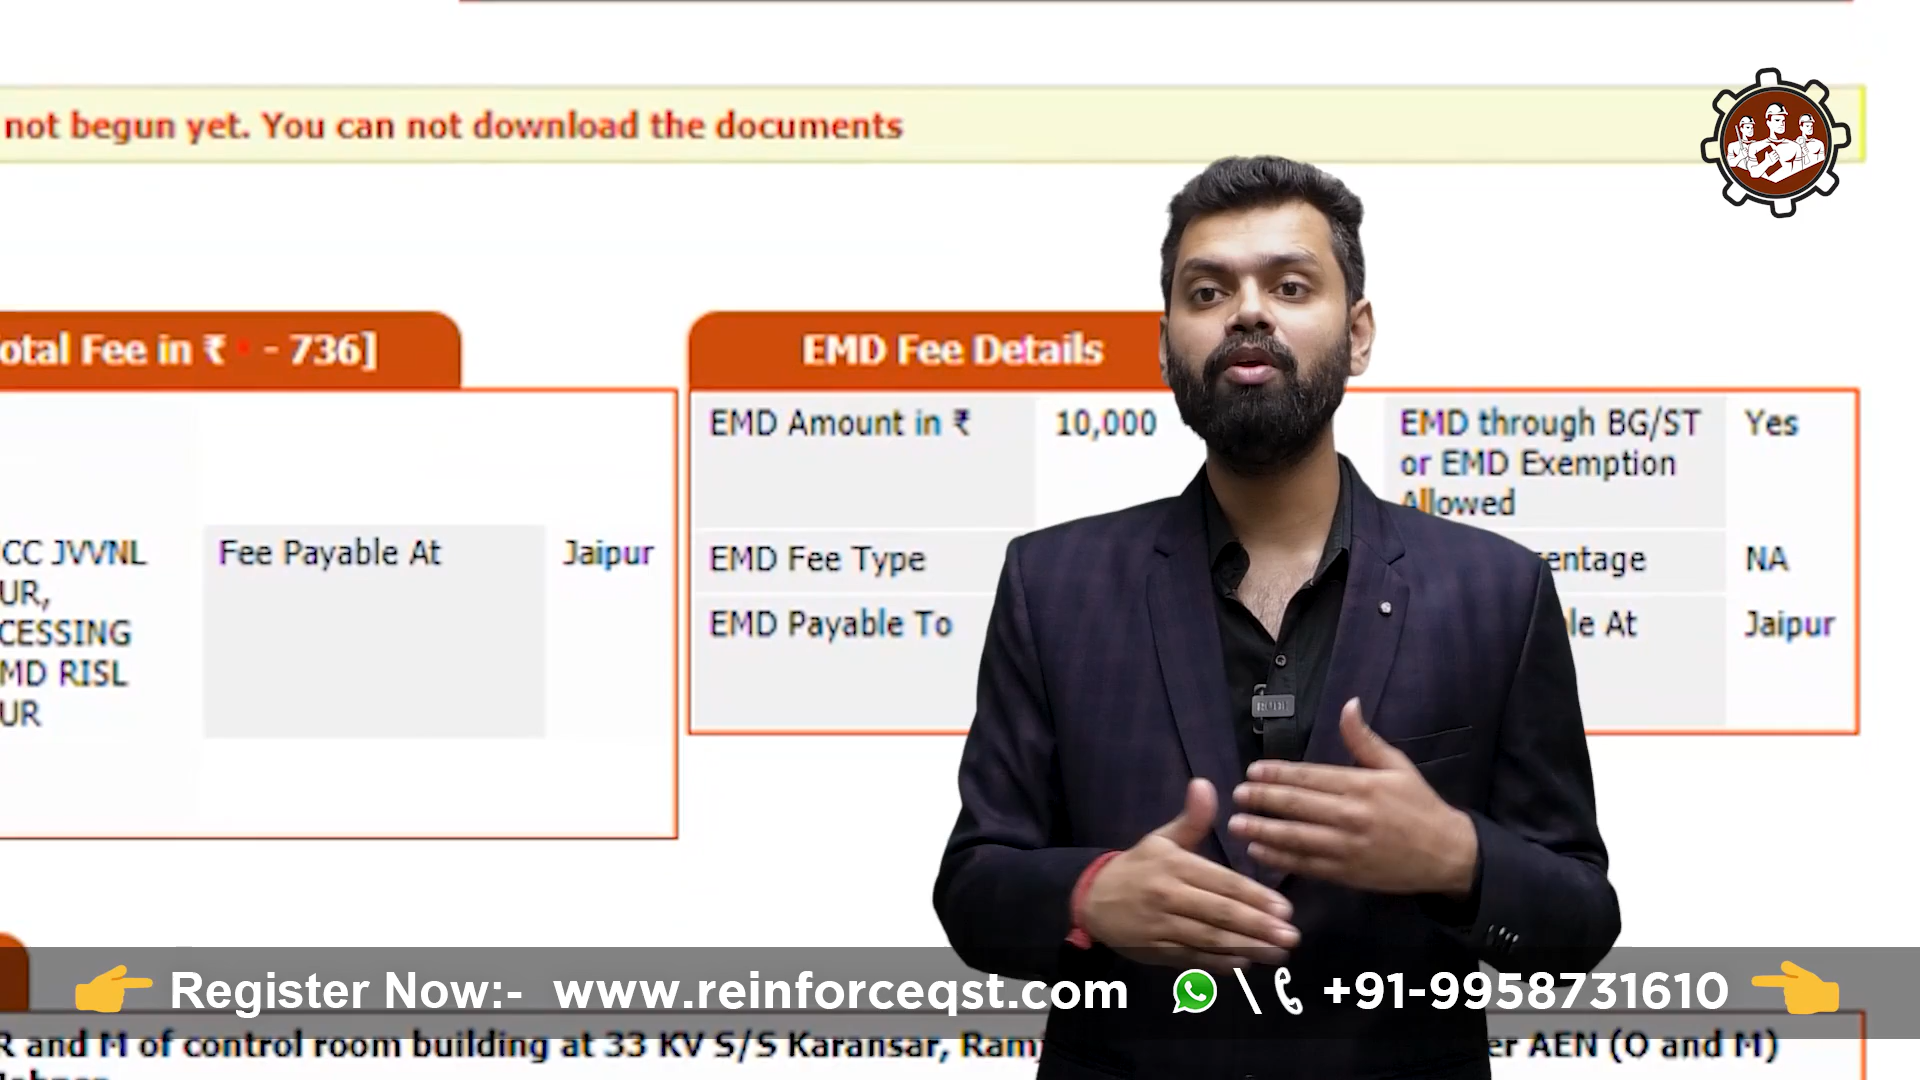 not begun yet. You can not download the documents
otal Fee in ₹ - 736]
EMD Fee Details
EMD Amount in ₹ 10,000
EMD through BG/ST
or EMD Exemption
Allowed
Yes
CC JVVNL
UR,
CESSING
MD RISL
UR
Fee Payable At Jaipur
EMD Fee Type
entage NA
EMD Payable To
le At Jaipur
RODE
Register Now:- www.reinforceqst.com \ +91-9958731610
R and M of control room building at 33 KV S/S Karansar, Ram er AEN (O and M)